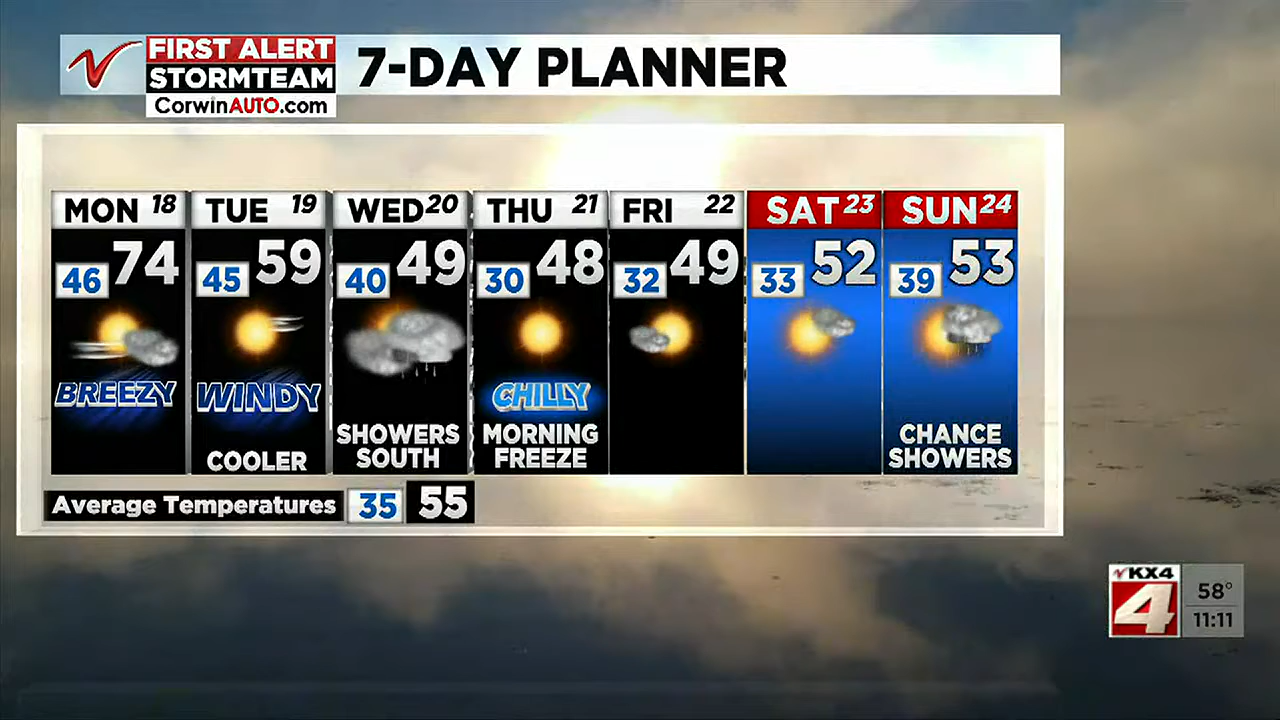 FIRST ALERT
STORMTEAM
CorwinAUTO.com
7-DAY PLANNER
MON 18
TUE 19
WED 20
THU 21
FRI 22
SAT 23
SUN 24
46 74
45 59
40 49
30 48
32 49
33 52
39 53
BREEZY
WINDY
CHILLY
COOLER
SHOWERS
SOUTH
MORNING
FREEZE
CHANCE
SHOWERS
Average Temperatures 35 55
KX4
4
58°
11:11